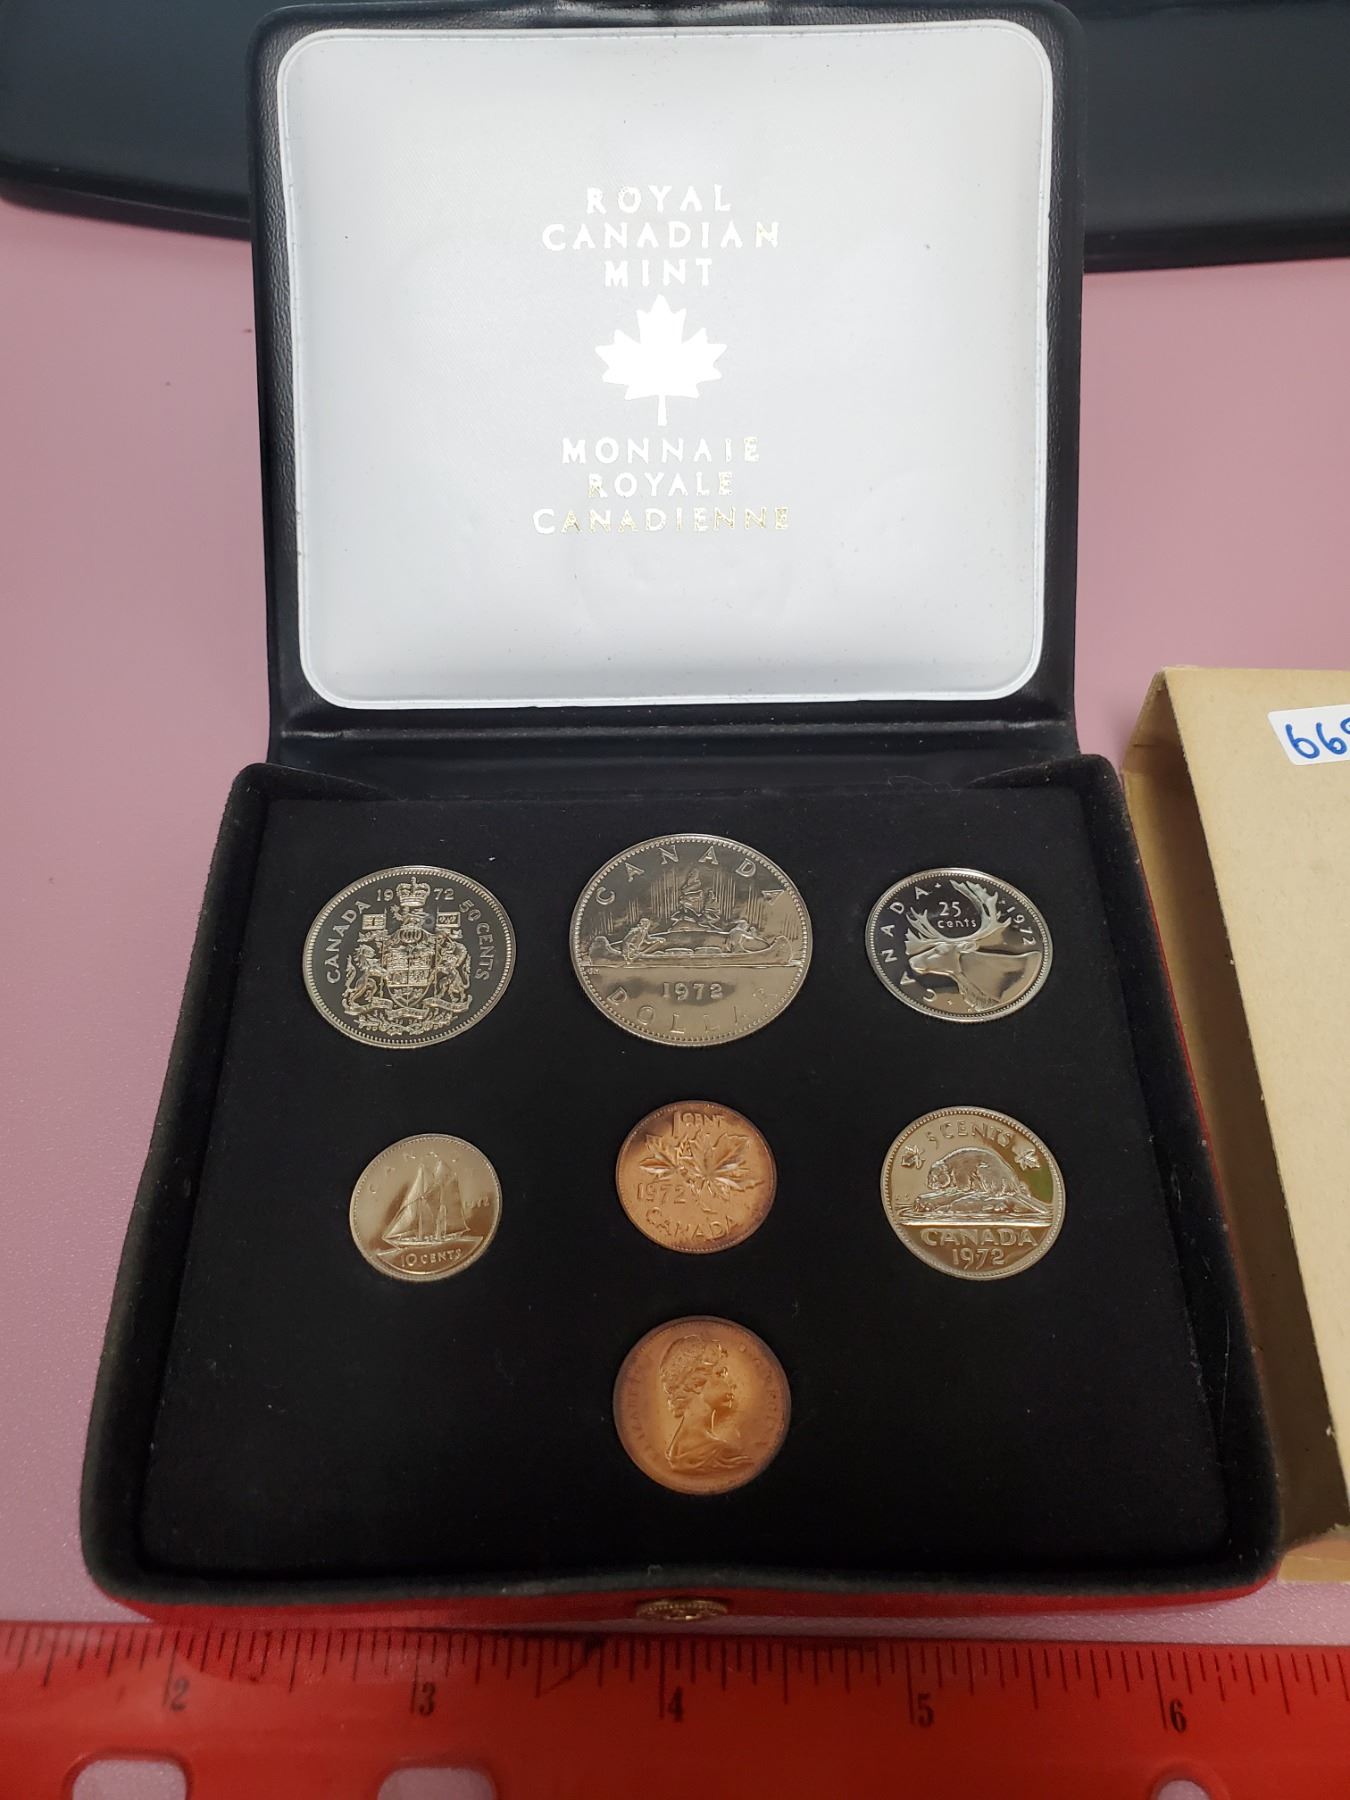 ROYAL
CANADIAN
MINT
MONNAIE
ROYALE
CANADIENNE
CANADA 1972 50 CENTS
CANADA
1972
DOLLAR
CANADA 1972
25
cents
CANADA
1972
10 CENTS
1 CENT
1972
CANADA
5 CENTS
CANADA
1972
ELIZABETH
2 3 4 5 6